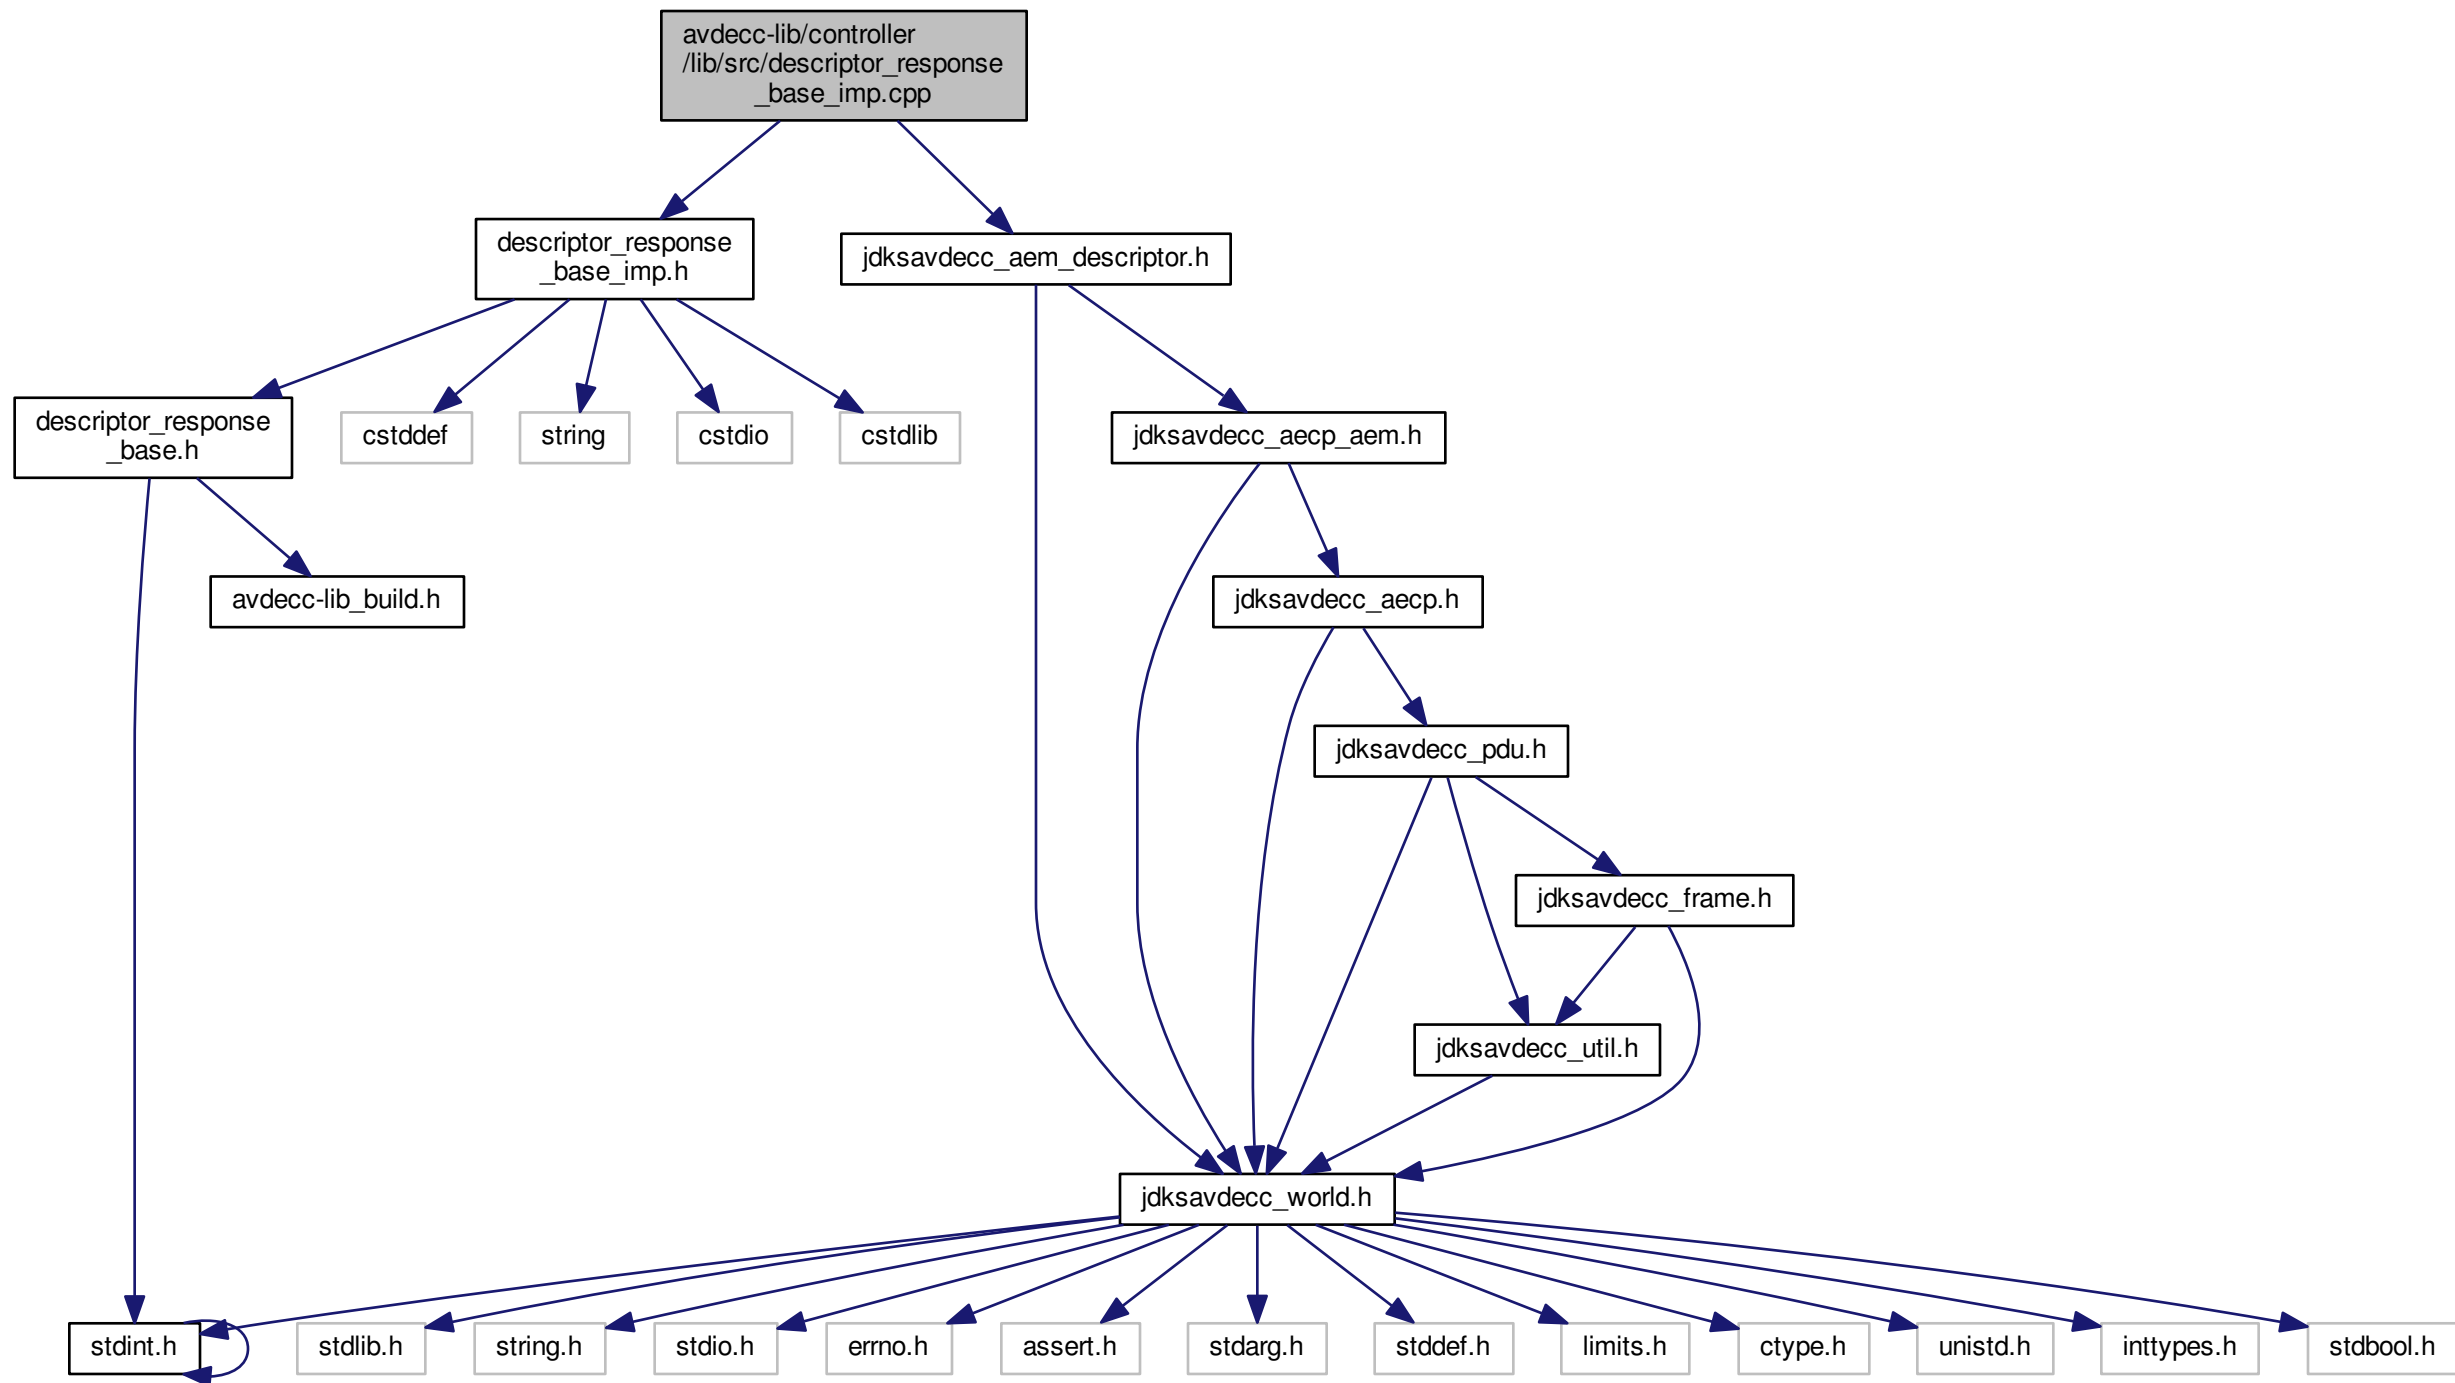 avdecc-lib/controller
/lib/src/descriptor_response
_base_imp.cpp
descriptor_response
_base_imp.h
jdksavdecc_aem_descriptor.h
descriptor_response
_base.h
cstddef
string
cstdio
cstdlib
jdksavdecc_aecp_aem.h
avdecc-lib_build.h
jdksavdecc_aecp.h
jdksavdecc_pdu.h
jdksavdecc_frame.h
jdksavdecc_util.h
jdksavdecc_world.h
stdint.h
stdlib.h
string.h
stdio.h
errno.h
assert.h
stdarg.h
stddef.h
limits.h
ctype.h
unistd.h
inttypes.h
stdbool.h